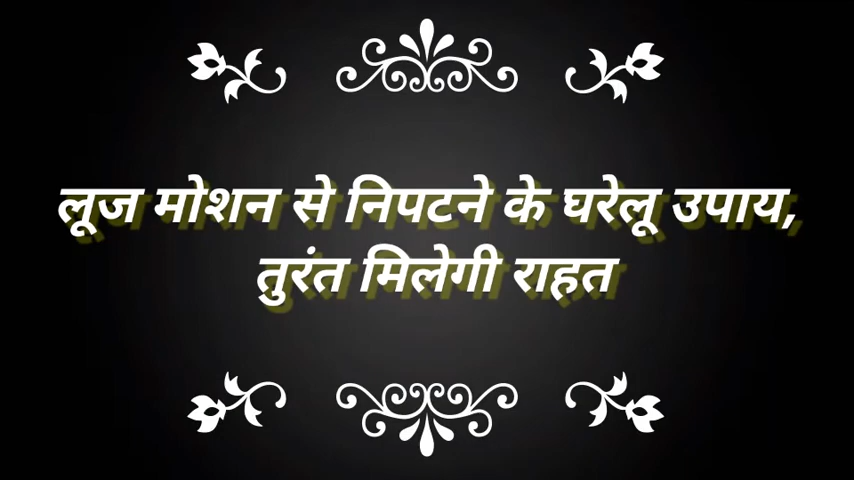 लूज मोशन से निपटने के घरेलू उपाय,
तुरंत मिलेगी राहत